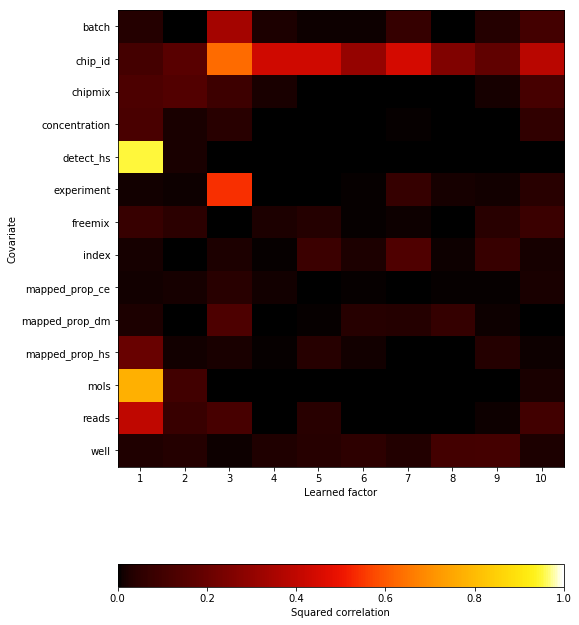 batch
chip_id
chipmix
concentration
detect_hs
experiment
freemix
index
mapped_prop_ce
mapped_prop_dm
mapped_prop_hs
mols
reads
well
Covariate
1 2 3 4 5 6 7 8 9 10
Learned factor
0.0 0.2 0.4 0.6 0.8 1.0
Squared correlation